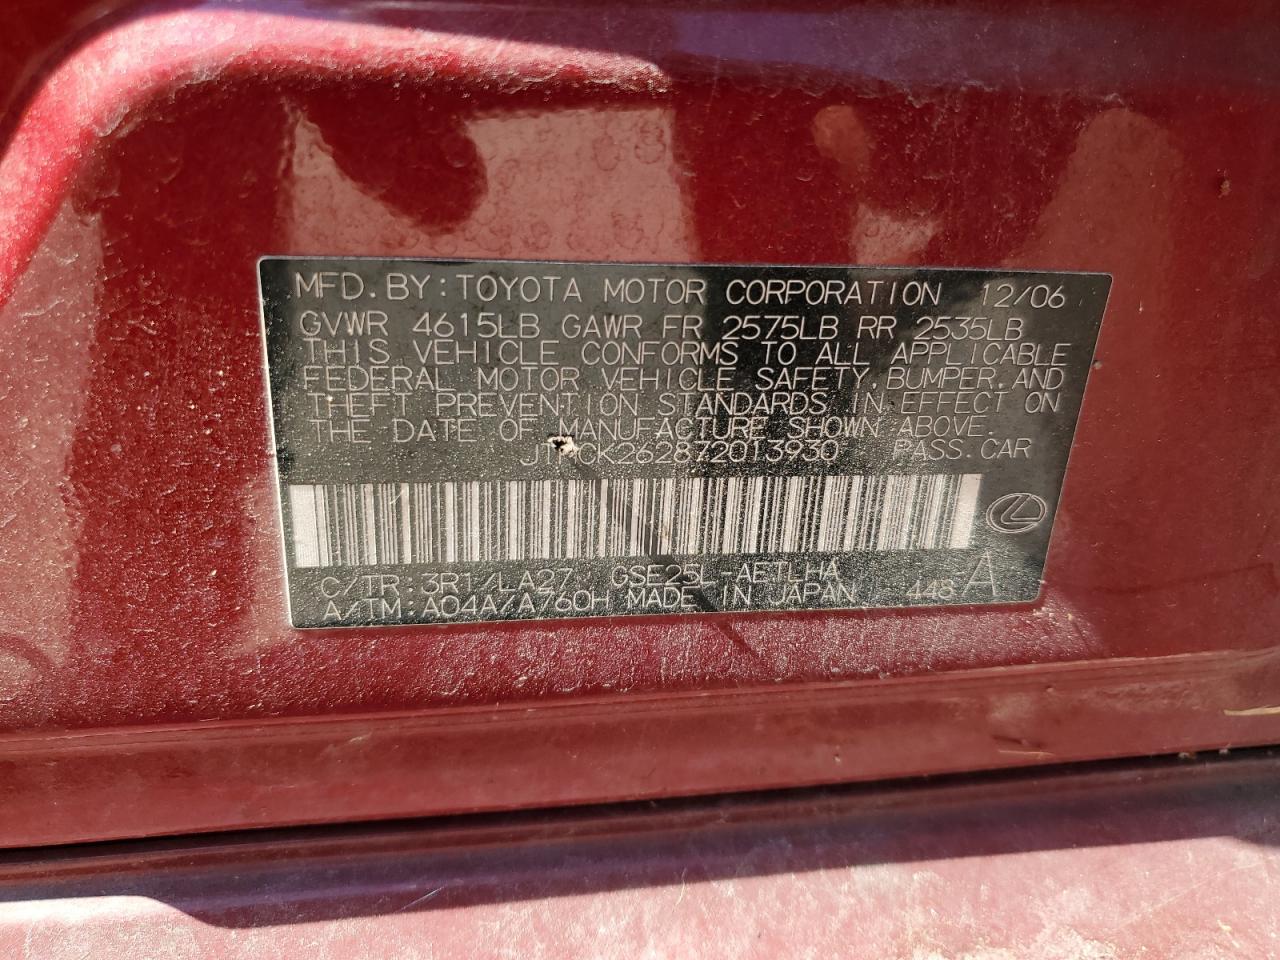 MFD. BY: TOYOTA MOTOR CORPORATION 12/06
GVWR 4615LB GAWR FR 2575LB RR 2535LB
THIS VEHICLE CONFORMS TO ALL APPLICABLE
FEDERAL MOTOR VEHICLE SAFETY, BUMPER, AND
THEFT PREVENTION STANDARDS IN EFFECT ON
THE DATE OF MANUFACTURE SHOWN ABOVE.
PASS. CAR
C/TR: 3R1/LA27 GSE25L-AETLHA
A/TM: A04A/A760H MADE IN JAPAN 448-A